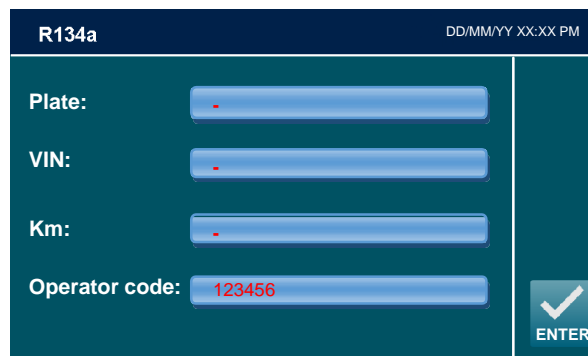 R134a DD/MM/YY XX:XX PM
Plate: -
VIN: -
Km: -
Operator code: 123456
ENTER